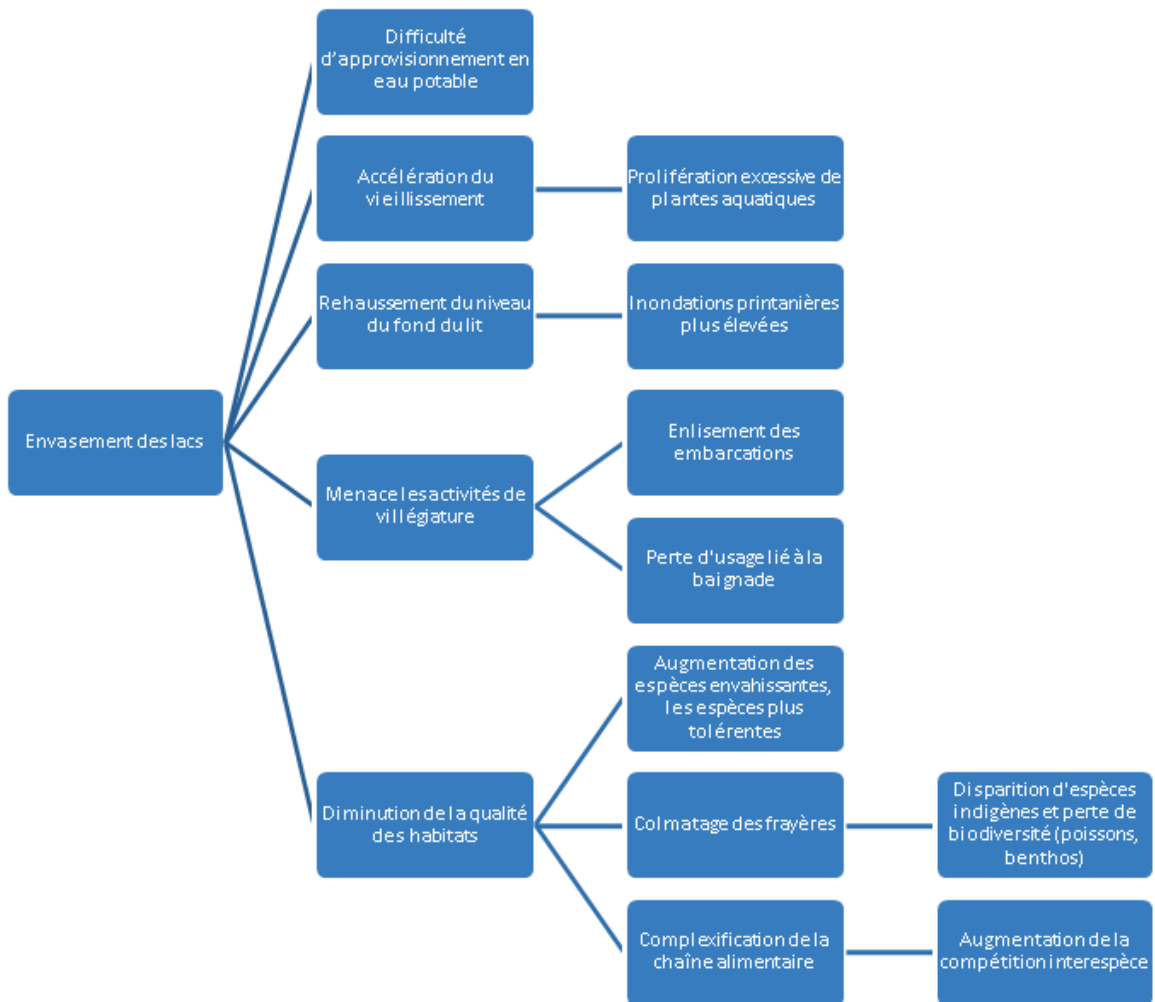 Difficulté
d'approvisionnement en
eau potable
Accélération du
vieillissement
Prolifération excessive de
plantes aquatiques
Rehaussement du niveau
du fond du lit
Inondations printanières
plus élevées
Envasement des lacs
Menace les activités de
villégiature
Enlisement des
embarcations
Perte d'usage lié à la
baignade
Diminution de la qualité
des habitats
Augmentation des
espèces envahissantes,
les espèces plus
tolérentes
Colmatage des frayères
Disparition d'espèces
indigènes et perte de
biodiversité (poissons,
benthos)
Complexification de la
chaîne alimentaire
Augmentation de la
compétition interespèce